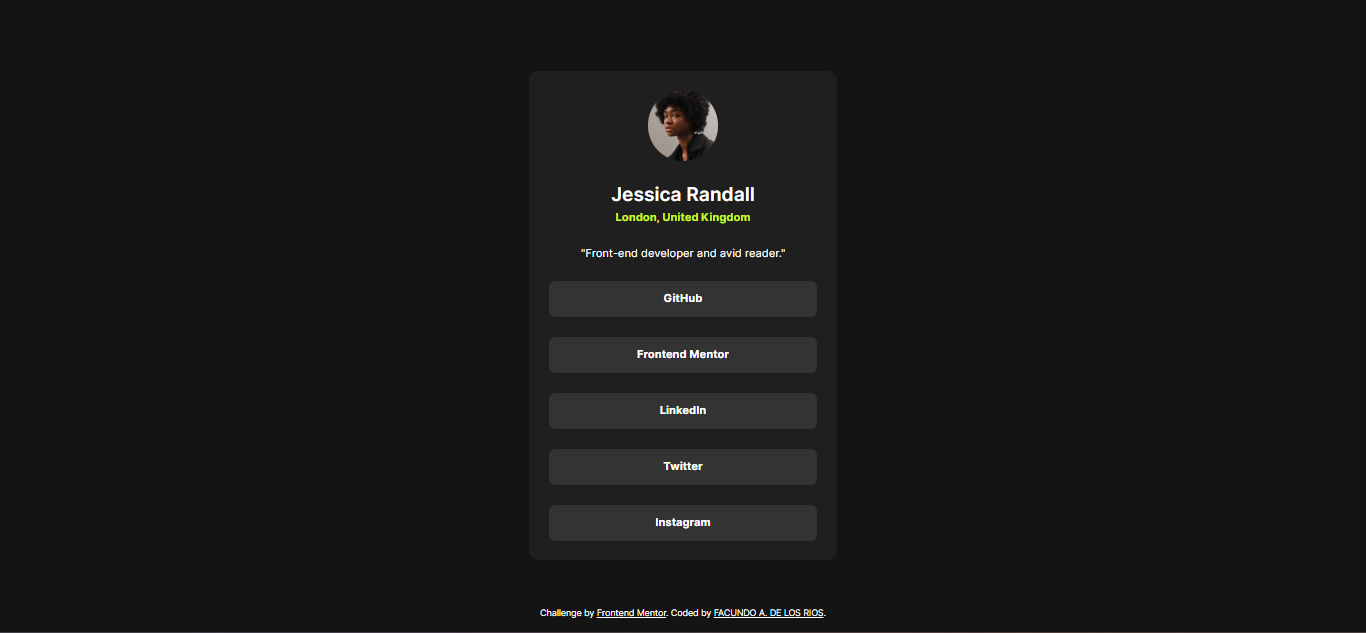 Jessica Randall
London, United Kingdom
"Front-end developer and avid reader."
GitHub
Frontend Mentor
LinkedIn
Twitter
Instagram
Challenge by Frontend Mentor. Coded by FACUNDO A. DE LOS RIOS.